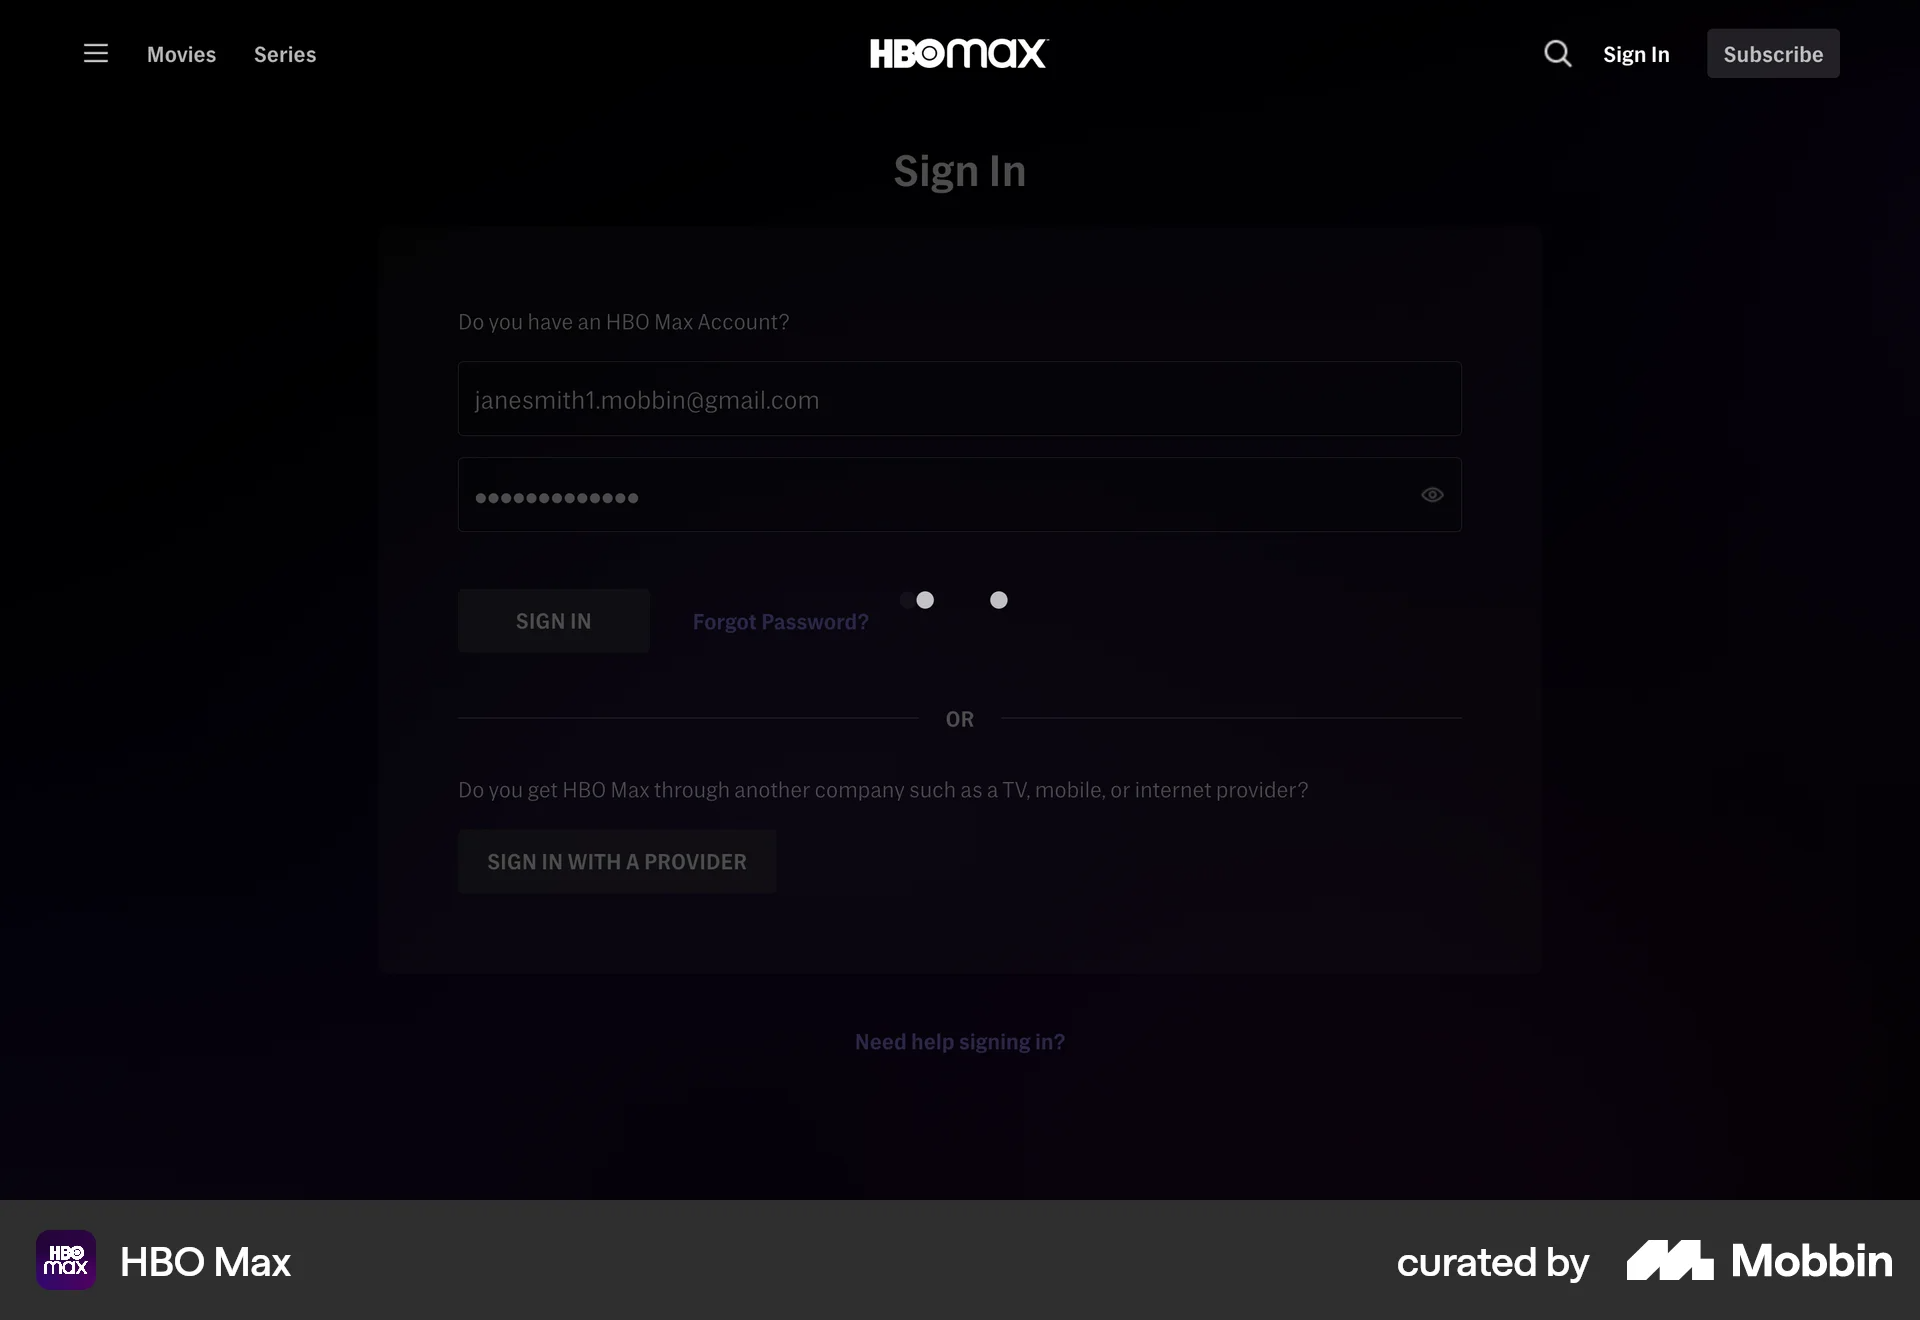 Movies Series HBOmax Sign In Subscribe
Sign In
Do you have an HBO Max Account?
janesmith1.mobbin@gmail.com
•••••••••••••
SIGN IN Forgot Password?
OR
Do you get HBO Max through another company such as a TV, mobile, or internet provider?
SIGN IN WITH A PROVIDER
Need help signing in?
HBO max HBO Max curated by Mobbin